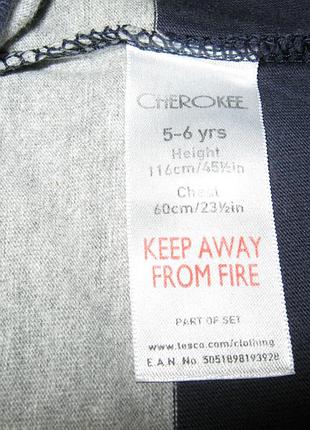 CHEROKEE
5-6 yrs
Height
116cm/45½in
Chest
60cm/23½in
KEEP AWAY
FROM FIRE
PART OF SET
www.tesco.com/clothing
E.A.N. No. 5051898193928